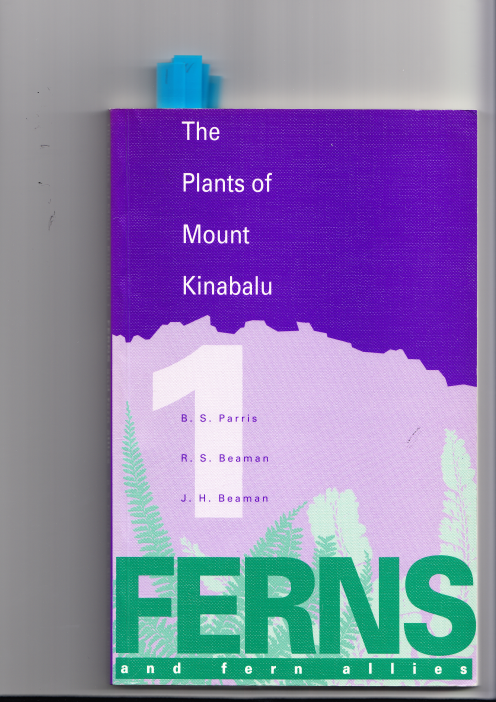 The
Plants of
Mount
Kinabalu
1
B. S. Parris
R. S. Beaman
J. H. Beaman
FERNS
and fern allies